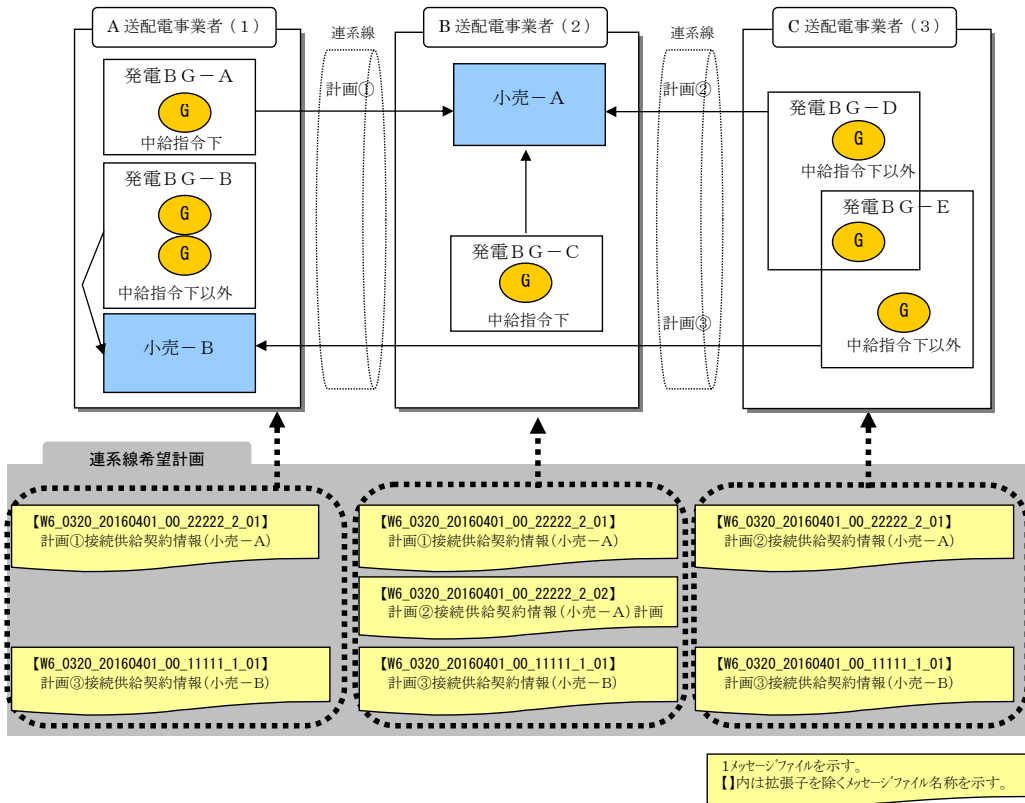 A 送配電事業者（1）
連系線
B 送配電事業者（2）
連系線
C 送配電事業者（3）
発電BG－A
G
中給指令下
計画①
小売－A
計画②
発電BG－D
G
中給指令下以外
発電BG－B
G
G
中給指令下以外
発電BG－E
G
発電BG－C
G
中給指令下
計画③
G
中給指令下以外
小売－B
連系線希望計画
【W6_0320_20160401_00_22222_2_01】
計画①接続供給契約情報（小売－A）
【W6_0320_20160401_00_22222_2_01】
計画①接続供給契約情報（小売－A）
【W6_0320_20160401_00_22222_2_01】
計画②接続供給契約情報（小売－A）
【W6_0320_20160401_00_22222_2_02】
計画②接続供給契約情報（小売－A）計画
【W6_0320_20160401_00_11111_1_01】
計画③接続供給契約情報（小売－B）
【W6_0320_20160401_00_11111_1_01】
計画③接続供給契約情報（小売－B）
【W6_0320_20160401_00_11111_1_01】
計画③接続供給契約情報（小売－B）
1ﾒｯｾｰｼﾞﾌｧｲﾙを示す。
【】内は拡張子を除くﾒｯｾｰｼﾞﾌｧｲﾙ名称を示す。